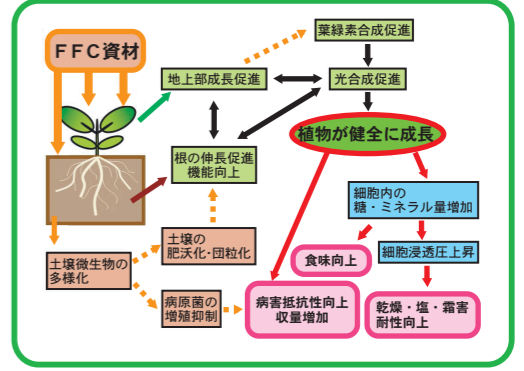 FFC資材
葉緑素合成促進
地上部成長促進
光合成促進
植物が健全に成長
根の伸長促進
機能向上
細胞内の
糖・ミネラル量増加
土壌の
肥沃化・団粒化
食味向上
細胞浸透圧上昇
土壌微生物の
多様化
病原菌の
増殖抑制
病害抵抗性向上
収量増加
乾燥・塩・霜害
耐性向上